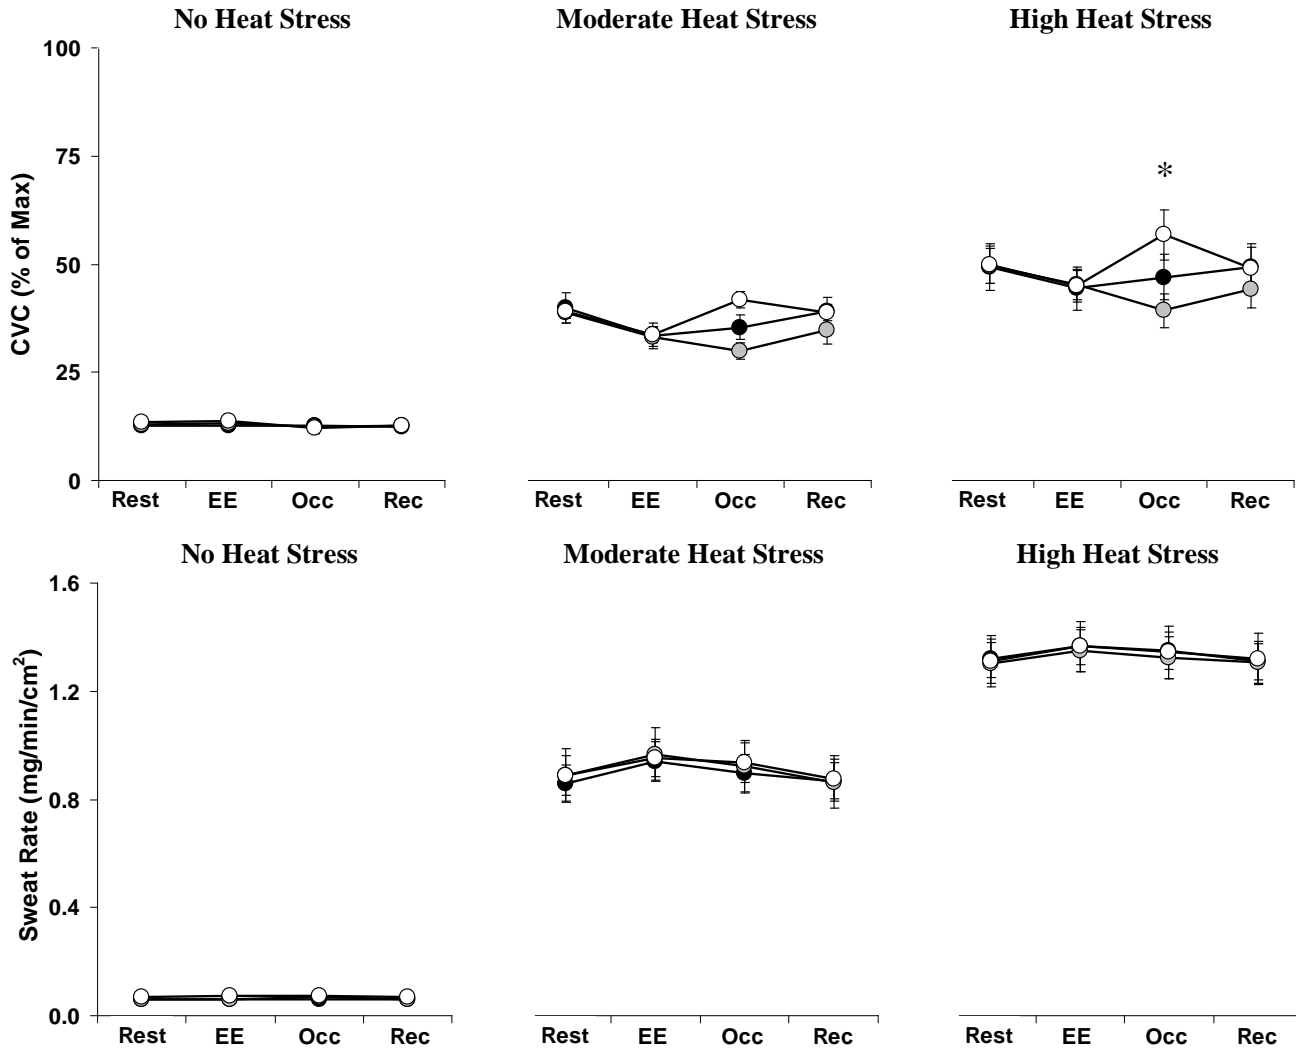 No Heat Stress Moderate Heat Stress High Heat Stress
100
75
50
25
0
CVC (% of Max)
*
Rest EE Occ Rec Rest EE Occ Rec Rest EE Occ Rec
No Heat Stress Moderate Heat Stress High Heat Stress
1.6
1.2
0.8
0.4
0.0
Sweat Rate (mg/min/cm²)
Rest EE Occ Rec Rest EE Occ Rec Rest EE Occ Rec